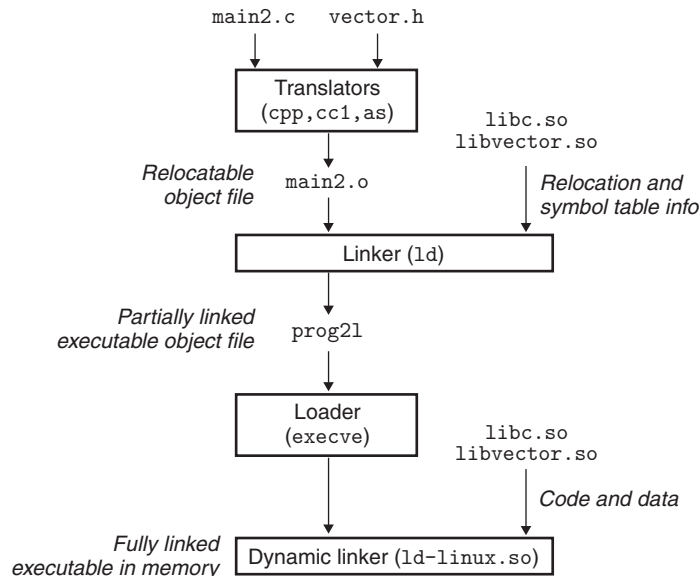 main2.c vector.h
Translators
(cpp,cc1,as)
libc.so
libvector.so
Relocatable
object file
main2.o
Relocation and
symbol table info
Linker (ld)
Partially linked
executable object file
prog2l
Loader
(execve)
libc.so
libvector.so
Code and data
Fully linked
executable in memory
Dynamic linker (ld-linux.so)